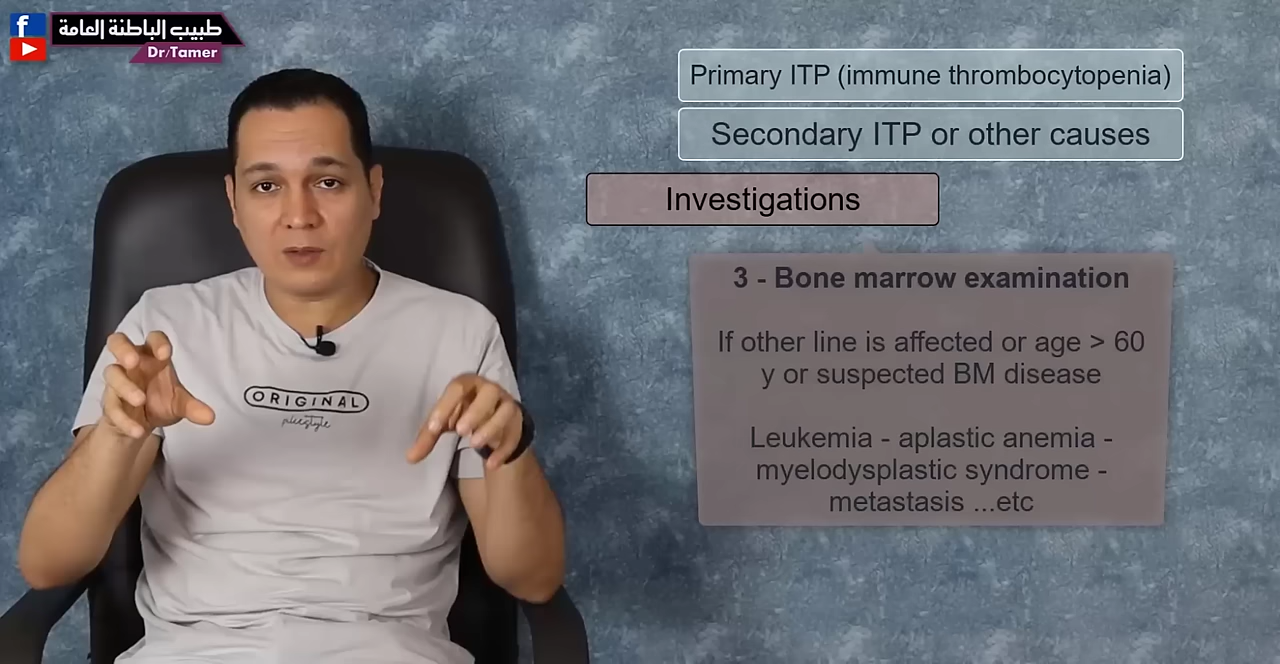 طبيب الباطنة العامة
Dr/Tamer
Primary ITP (immune thrombocytopenia)
Secondary ITP or other causes
Investigations
3 - Bone marrow examination
If other line is affected or age > 60
y or suspected BM disease
Leukemia - aplastic anemia -
myelodysplastic syndrome -
metastasis ...etc
ORIGINAL